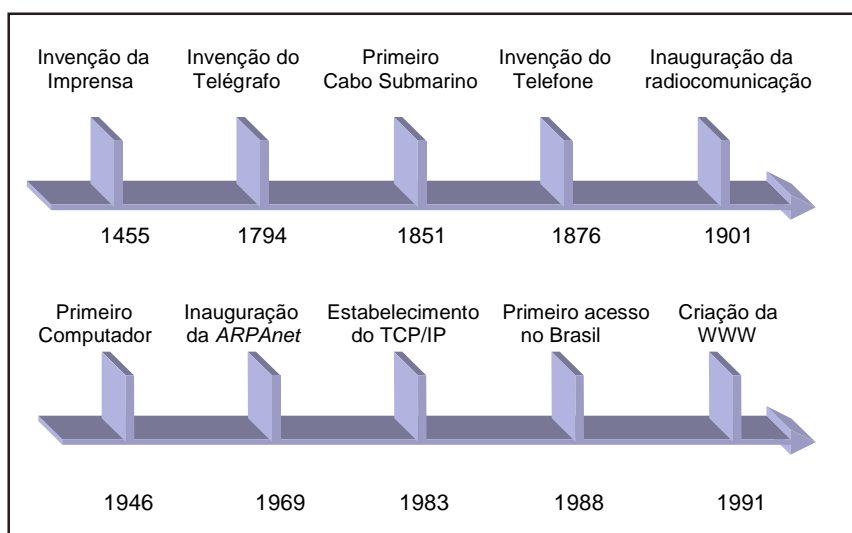 Invenção da
Imprensa
Invenção do
Telégrafo
Primeiro
Cabo Submarino
Invenção do
Telefone
Inauguração da
radiocomunicação
1455
1794
1851
1876
1901
Primeiro
Computador
Inauguração
da ARPAnet
Estabelecimento
do TCP/IP
Primeiro acesso
no Brasil
Criação da
WWW
1946
1969
1983
1988
1991